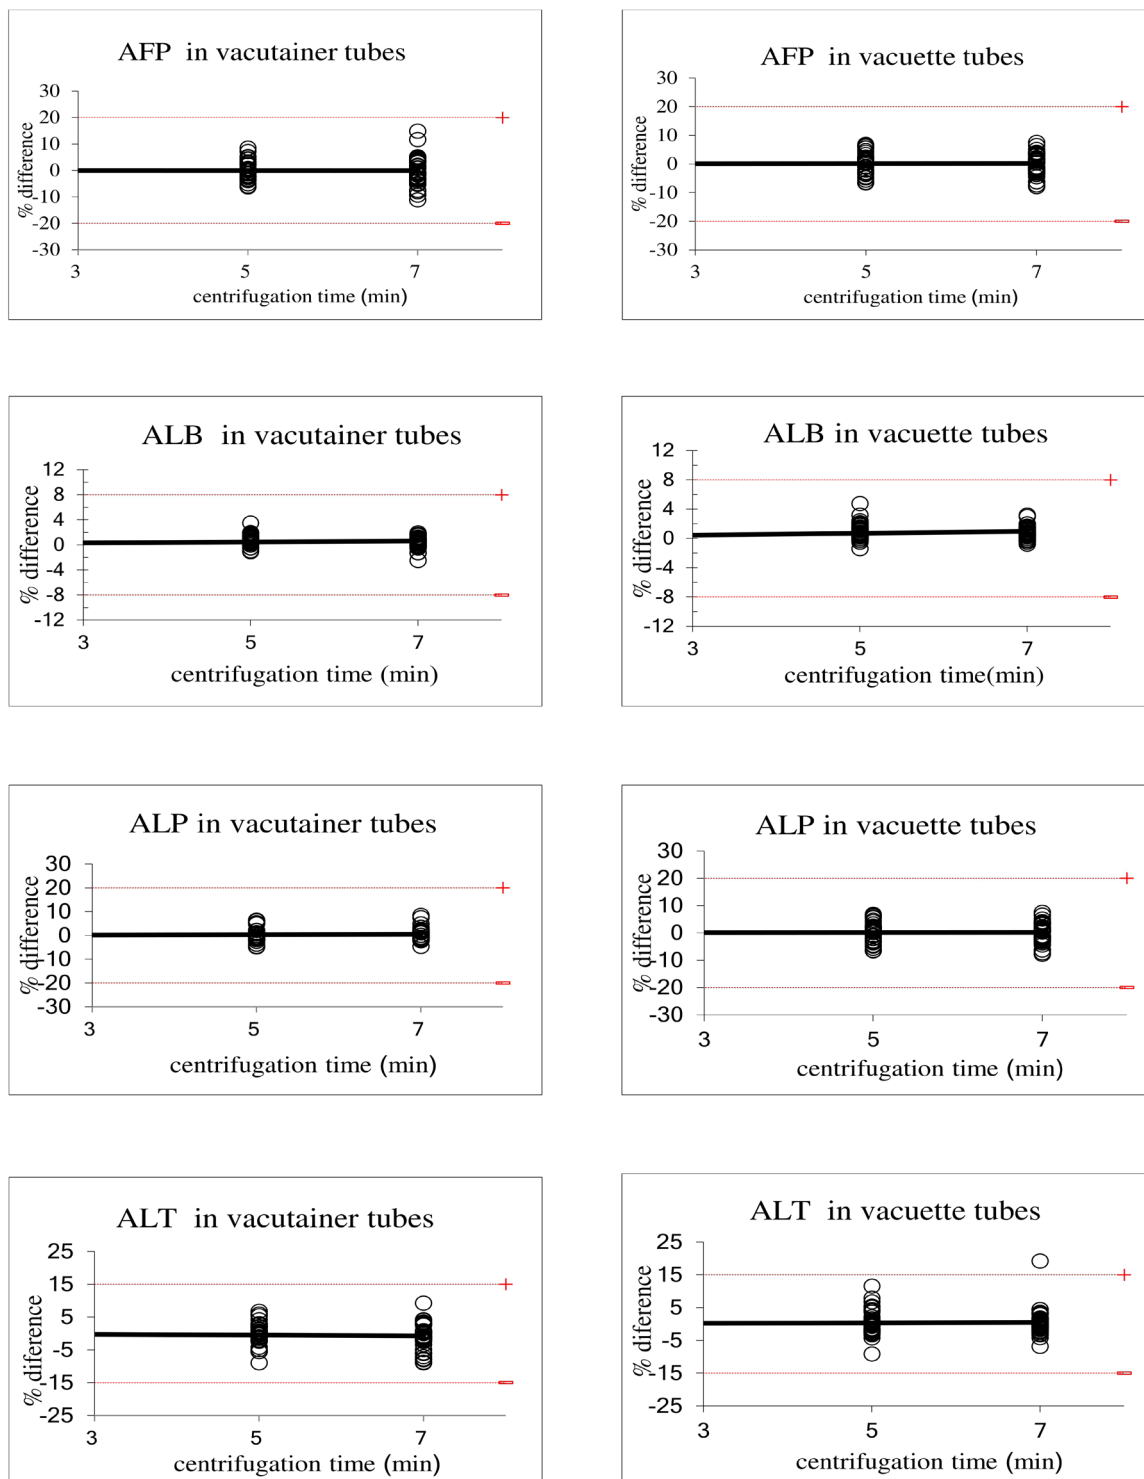 AFP in vacutainer tubes
30
20
10
0
-10
-20
-30
% difference
3 5 7
centrifugation time (min)
AFP in vacuette tubes
30
20
10
0
-10
-20
-30
% difference
3 5 7
centrifugation time (min)
ALB in vacutainer tubes
12
8
4
0
-4
-8
-12
% difference
3 5 7
centrifugation time (min)
ALB in vacuette tubes
12
8
4
0
-4
-8
-12
% difference
3 5 7
centrifugation time(min)
ALP in vacutainer tubes
30
20
10
0
-10
-20
-30
% difference
3 5 7
centrifugation time (min)
ALP in vacuette tubes
30
20
10
0
-10
-20
-30
% difference
3 5 7
centrifugation time (min)
ALT in vacutainer tubes
25
15
5
-5
-15
-25
% diference
3 5 7
centrifugation time (min)
ALT in vacuette tubes
25
15
5
-5
-15
-25
% difference
3 5 7
centrifugation time (min)